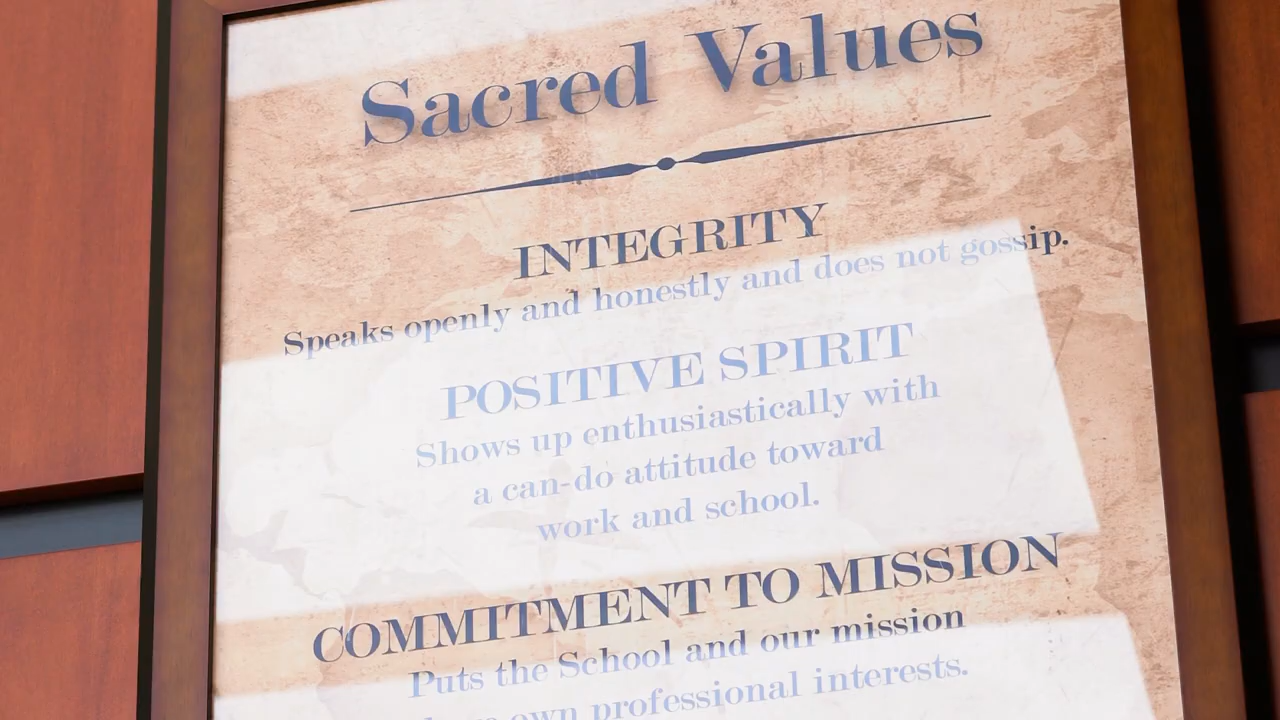 Sacred Values
INTEGRITY
Speaks openly and honestly and does not gossip.
POSITIVE SPIRIT
Shows up enthusiastically with
a can-do attitude toward
work and school.
COMMITMENT TO MISSION
Puts the School and our mission
own professional interests.